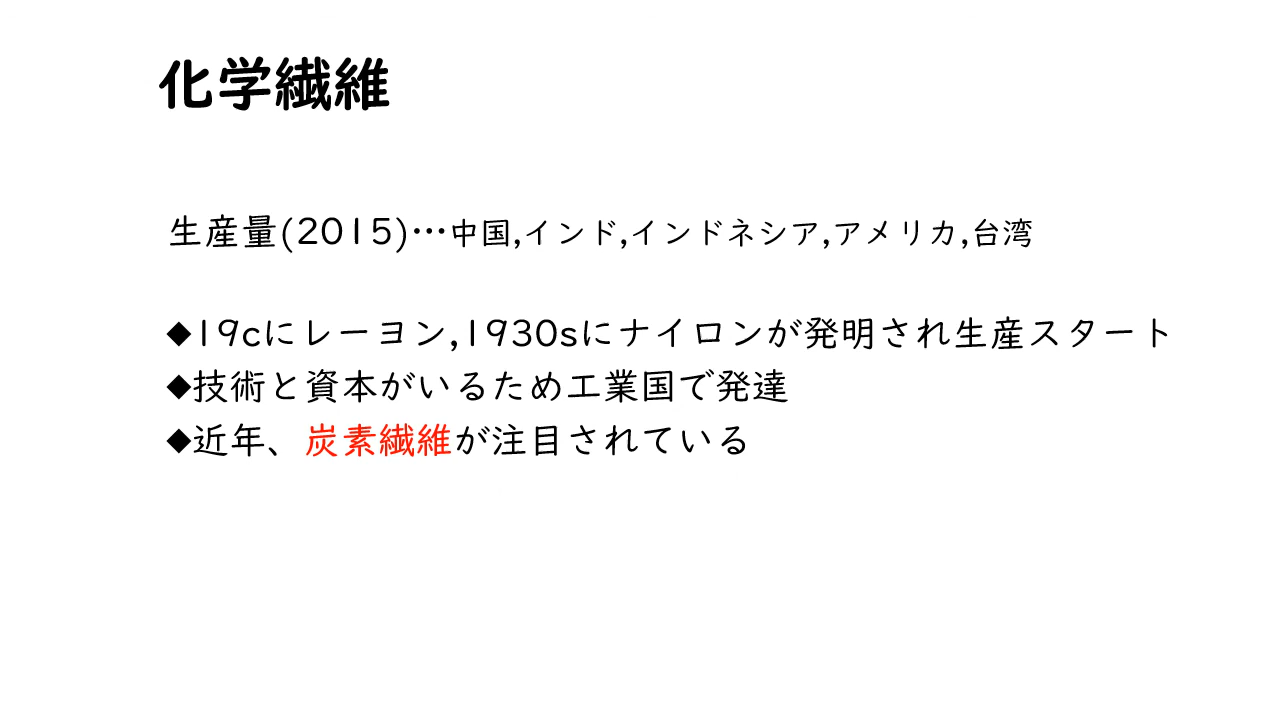 化学繊維
生産量(2015)…中国,インド,インドネシア,アメリカ,台湾
◆19cにレーヨン,1930sにナイロンが発明され生産スタート
◆技術と資本がいるため工業国で発達
◆近年、炭素繊維が注目されている